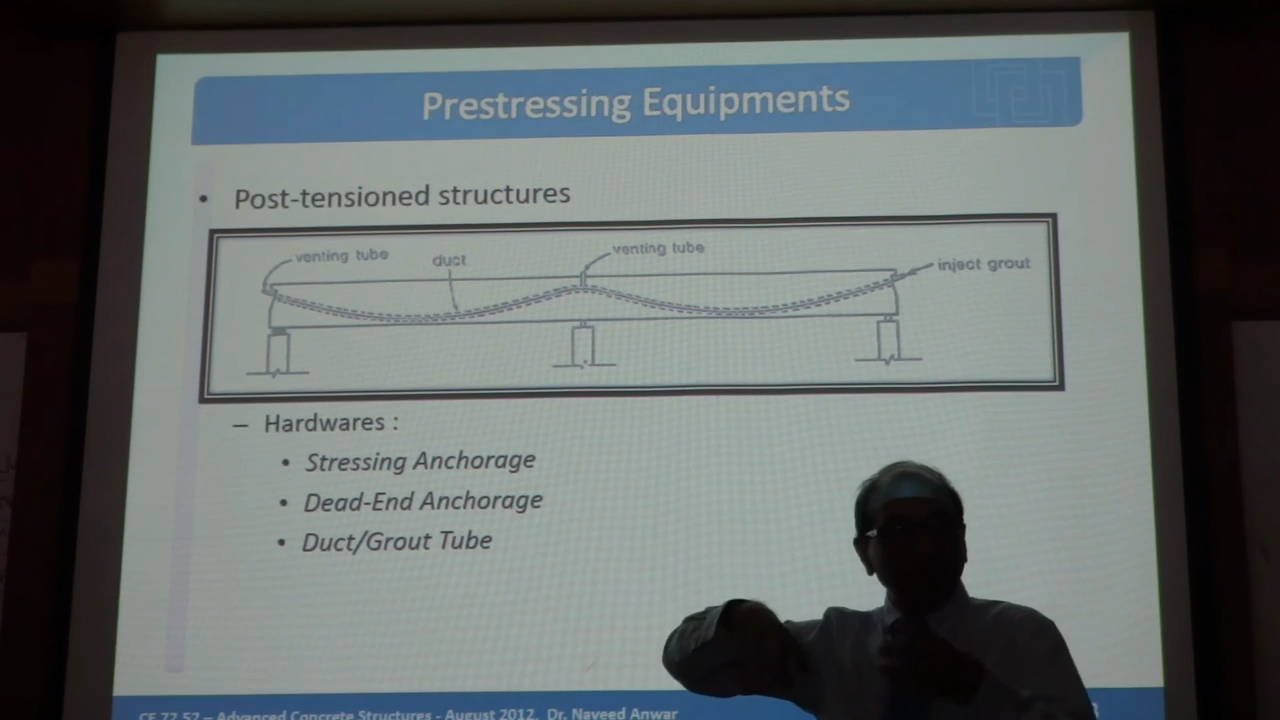 Prestressing Equipments
• Post-tensioned structures
venting tube
duct
venting tube
inject grout
– Hardwares :
• Stressing Anchorage
• Dead-End Anchorage
• Duct/Grout Tube
CE 72.52 – Advanced Concrete Structures - August 2012, Dr. Naveed Anwar